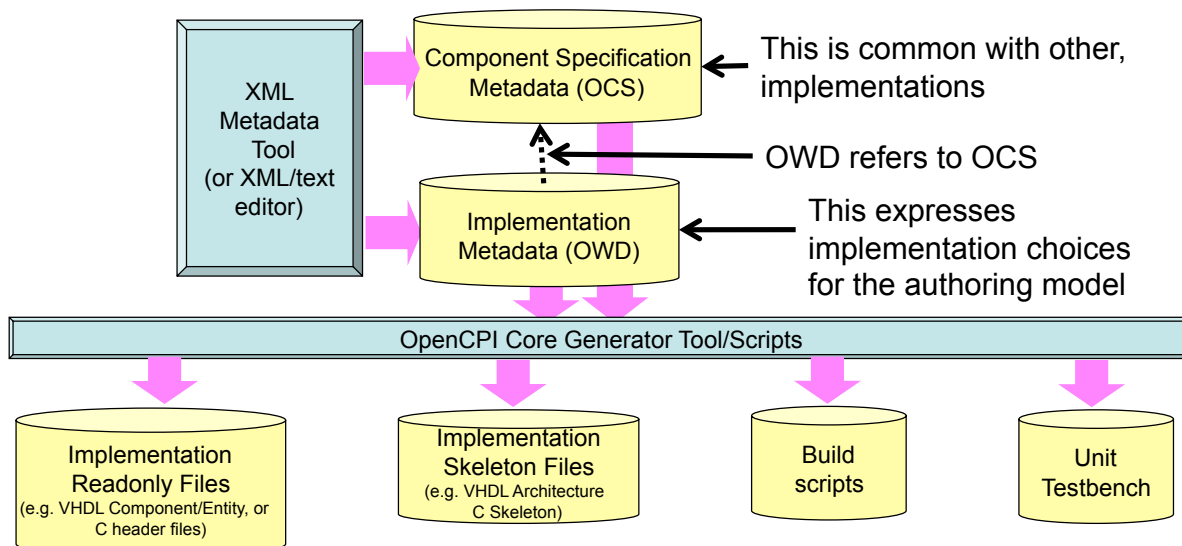 XML
Metadata
Tool
(or XML/text
editor)
Component Specification
Metadata (OCS)
This is common with other,
implementations
OWD refers to OCS
Implementation
Metadata (OWD)
This expresses
implementation choices
for the authoring model
OpenCPI Core Generator Tool/Scripts
Implementation
Readonly Files
(e.g. VHDL Component/Entity, or
C header files)
Implementation
Skeleton Files
(e.g. VHDL Architecture
C Skeleton)
Build
scripts
Unit
Testbench